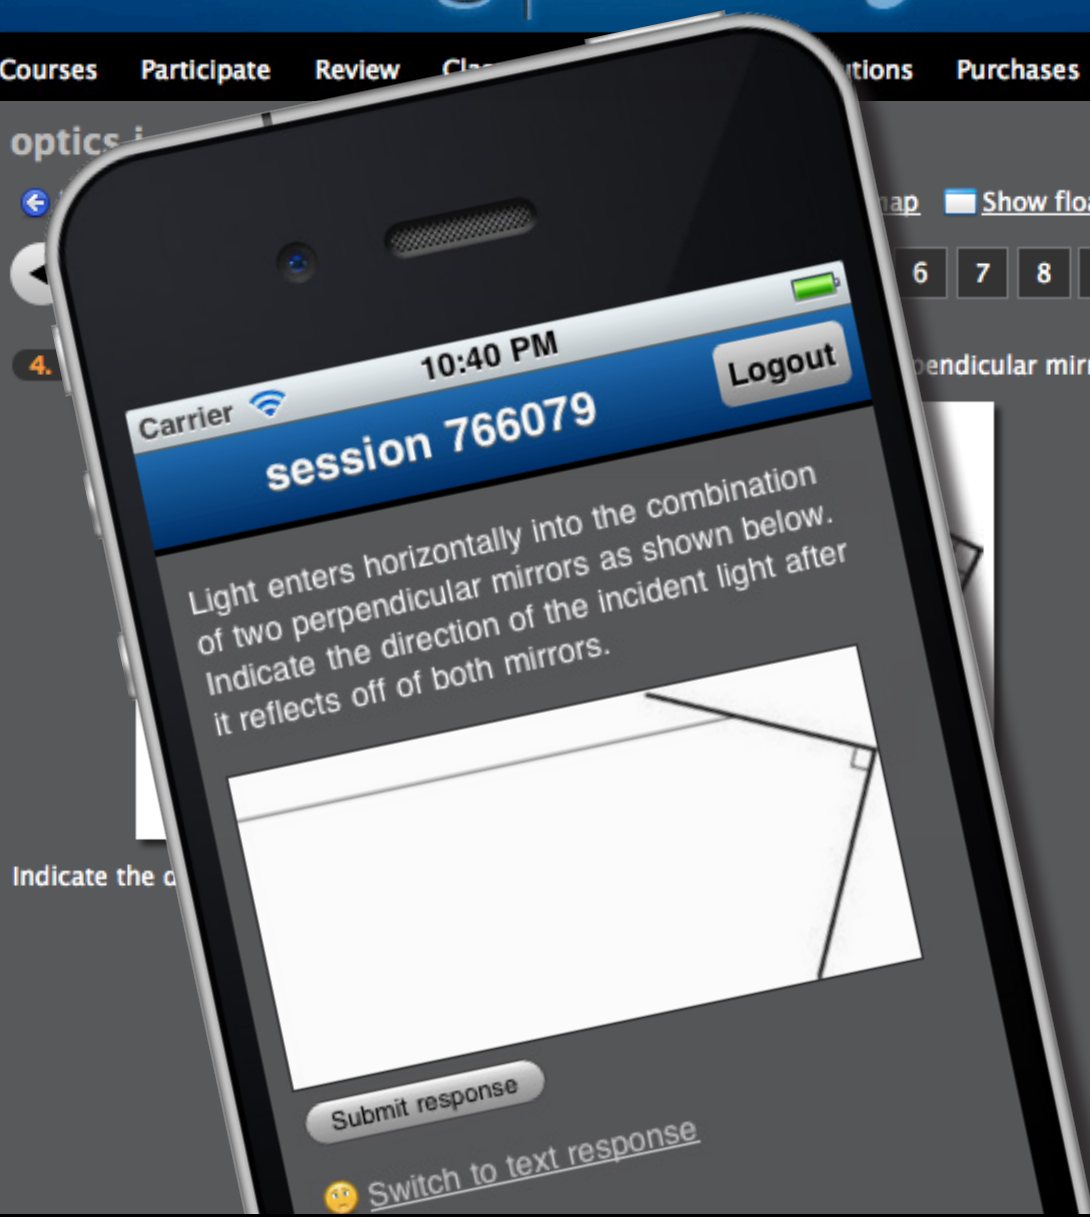 Courses Participate Review
Purchases
optics
Show
6 7 8
4.
Indicate the
Carrier 10:40 PM
session 766079 Logout
Light enters horizontally into the combination
of two perpendicular mirrors as shown below.
Indicate the direction of the incident light after
it reflects off of both mirrors.
Submit response
Switch to text response